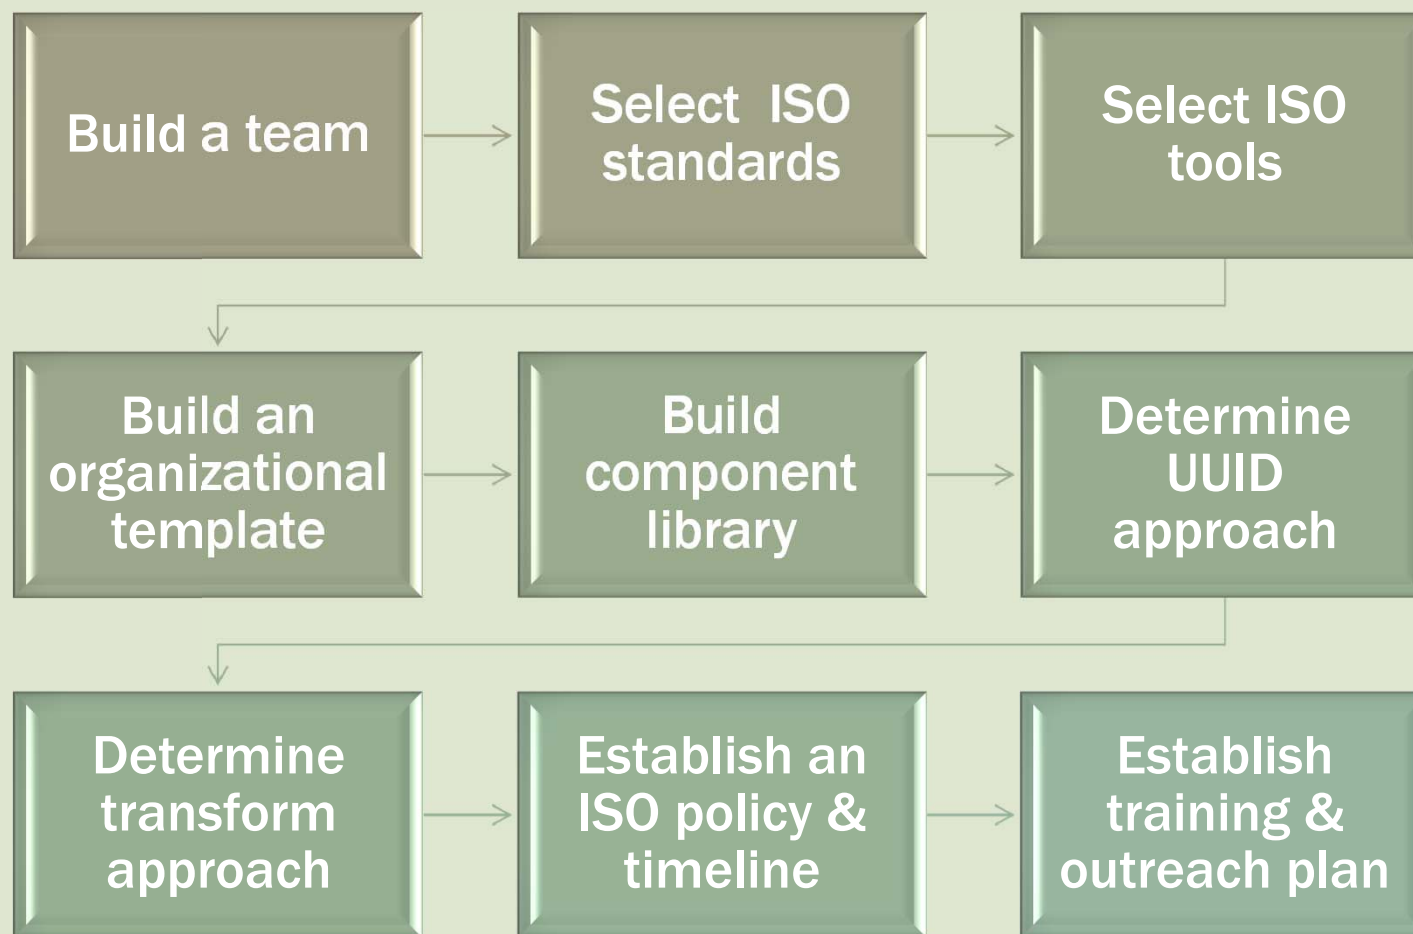 Build a team
Select ISO
standards
Select ISO
tools
Build an
organizational
template
Build
component
library
Determine
UUID
approach
Determine
transform
approach
Establish an
ISO policy &
timeline
Establish
training &
outreach plan